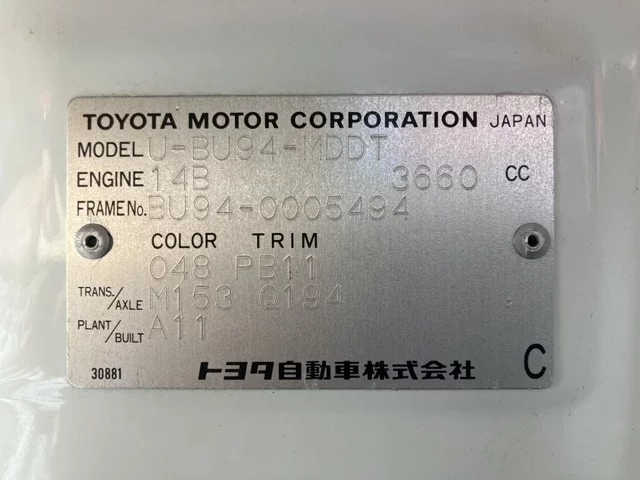 TOYOTA MOTOR CORPORATION JAPAN
MODEL U-BU94-MDDT
ENGINE 14B 3660 CC
FRAME No. BU94-0005494
COLOR TRIM
048 PB11
TRANS./AXLE M153 Q194
PLANT/BUILT A11
30881 トヨタ自動車株式会社 C